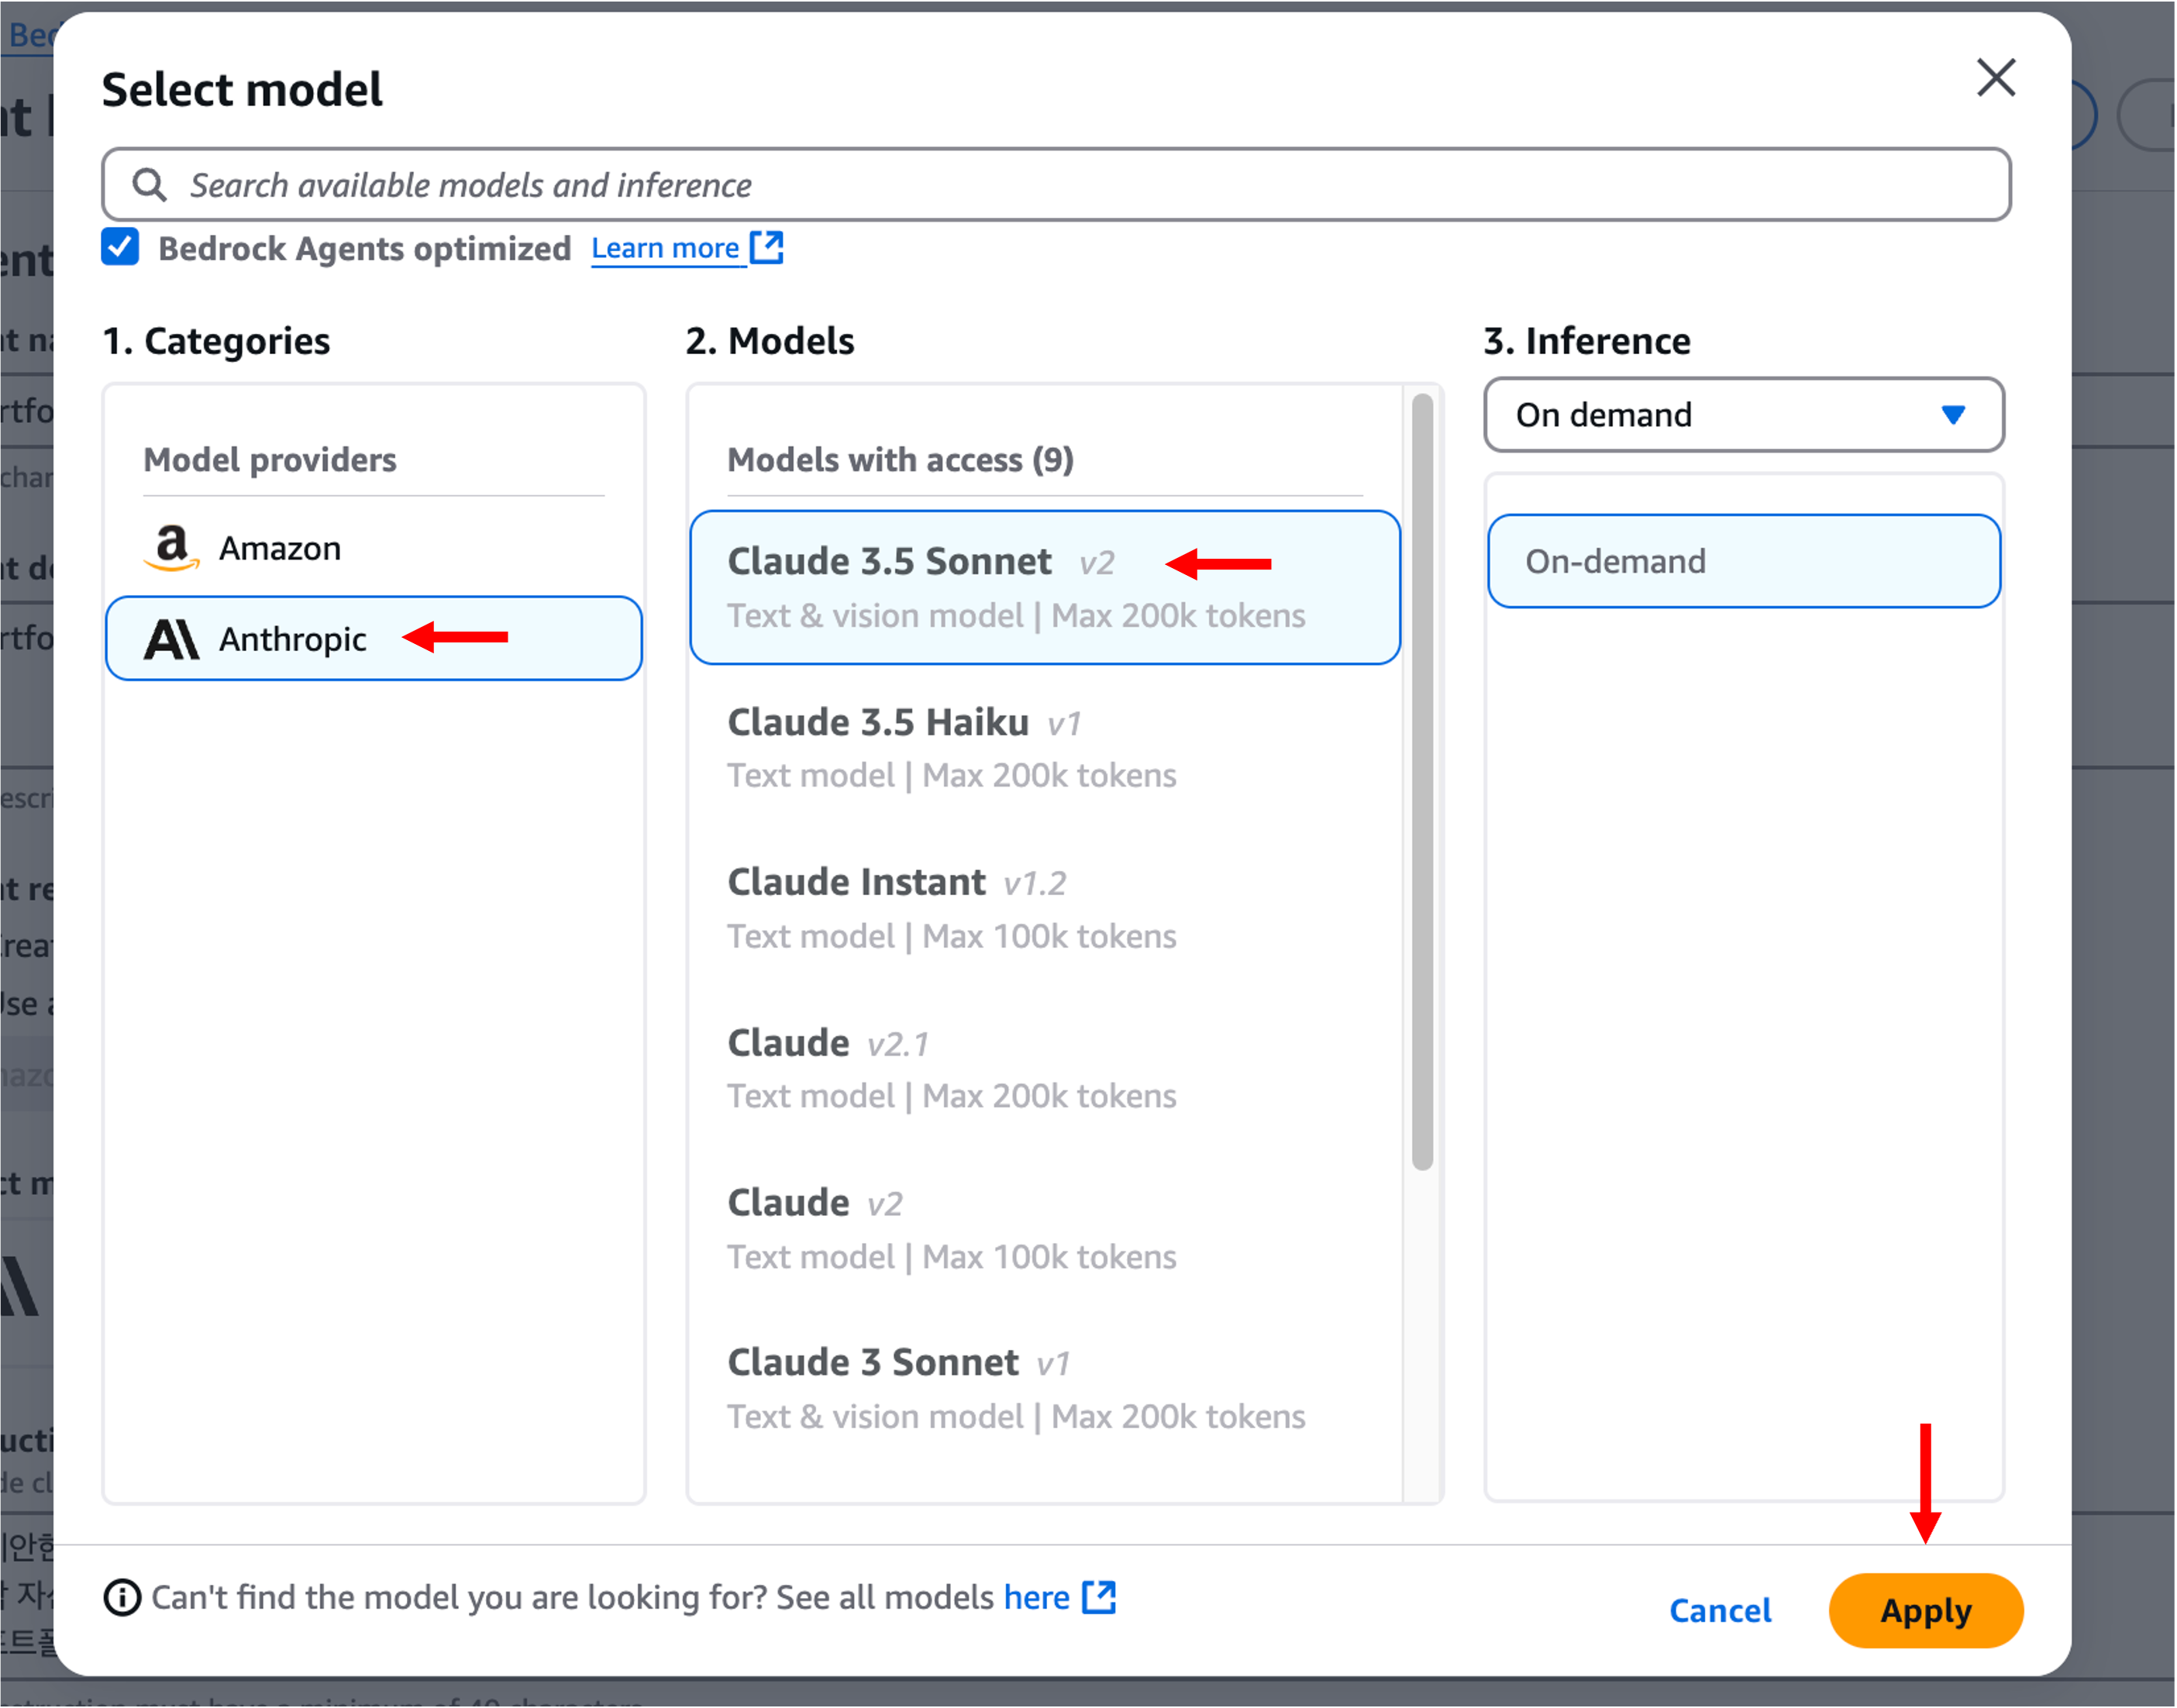 Select model
Search available models and inference
Bedrock Agents optimized Learn more
1. Categories
Model providers
Amazon
Anthropic
2. Models
Models with access (9)
Claude 3.5 Sonnet v2
Text & vision model | Max 200k tokens
Claude 3.5 Haiku v1
Text model | Max 200k tokens
Claude Instant v1.2
Text model | Max 100k tokens
Claude v2.1
Text model | Max 200k tokens
Claude v2
Text model | Max 100k tokens
Claude 3 Sonnet v1
Text & vision model | Max 200k tokens
3. Inference
On demand
On-demand
Can't find the model you are looking for? See all models here
Cancel
Apply